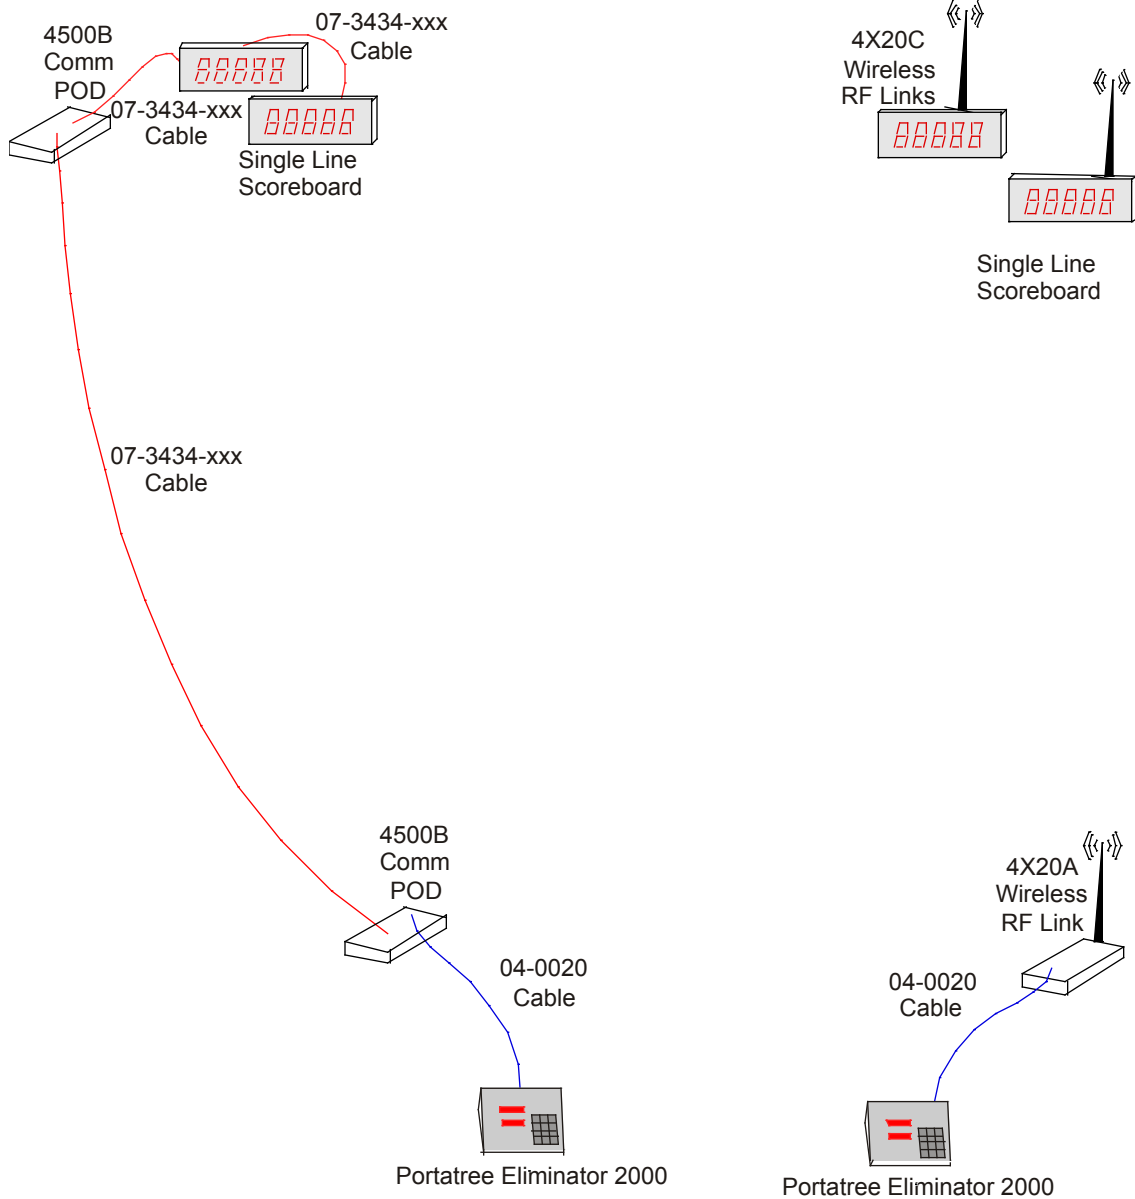 4500B
Comm
POD
07-3434-xxx
Cable
07-3434-xxx
Cable
Single Line
Scoreboard
4X20C
Wireless
RF Links
Single Line
Scoreboard
07-3434-xxx
Cable
4500B
Comm
POD
04-0020
Cable
Portatree Eliminator 2000
4X20A
Wireless
RF Link
04-0020
Cable
Portatree Eliminator 2000